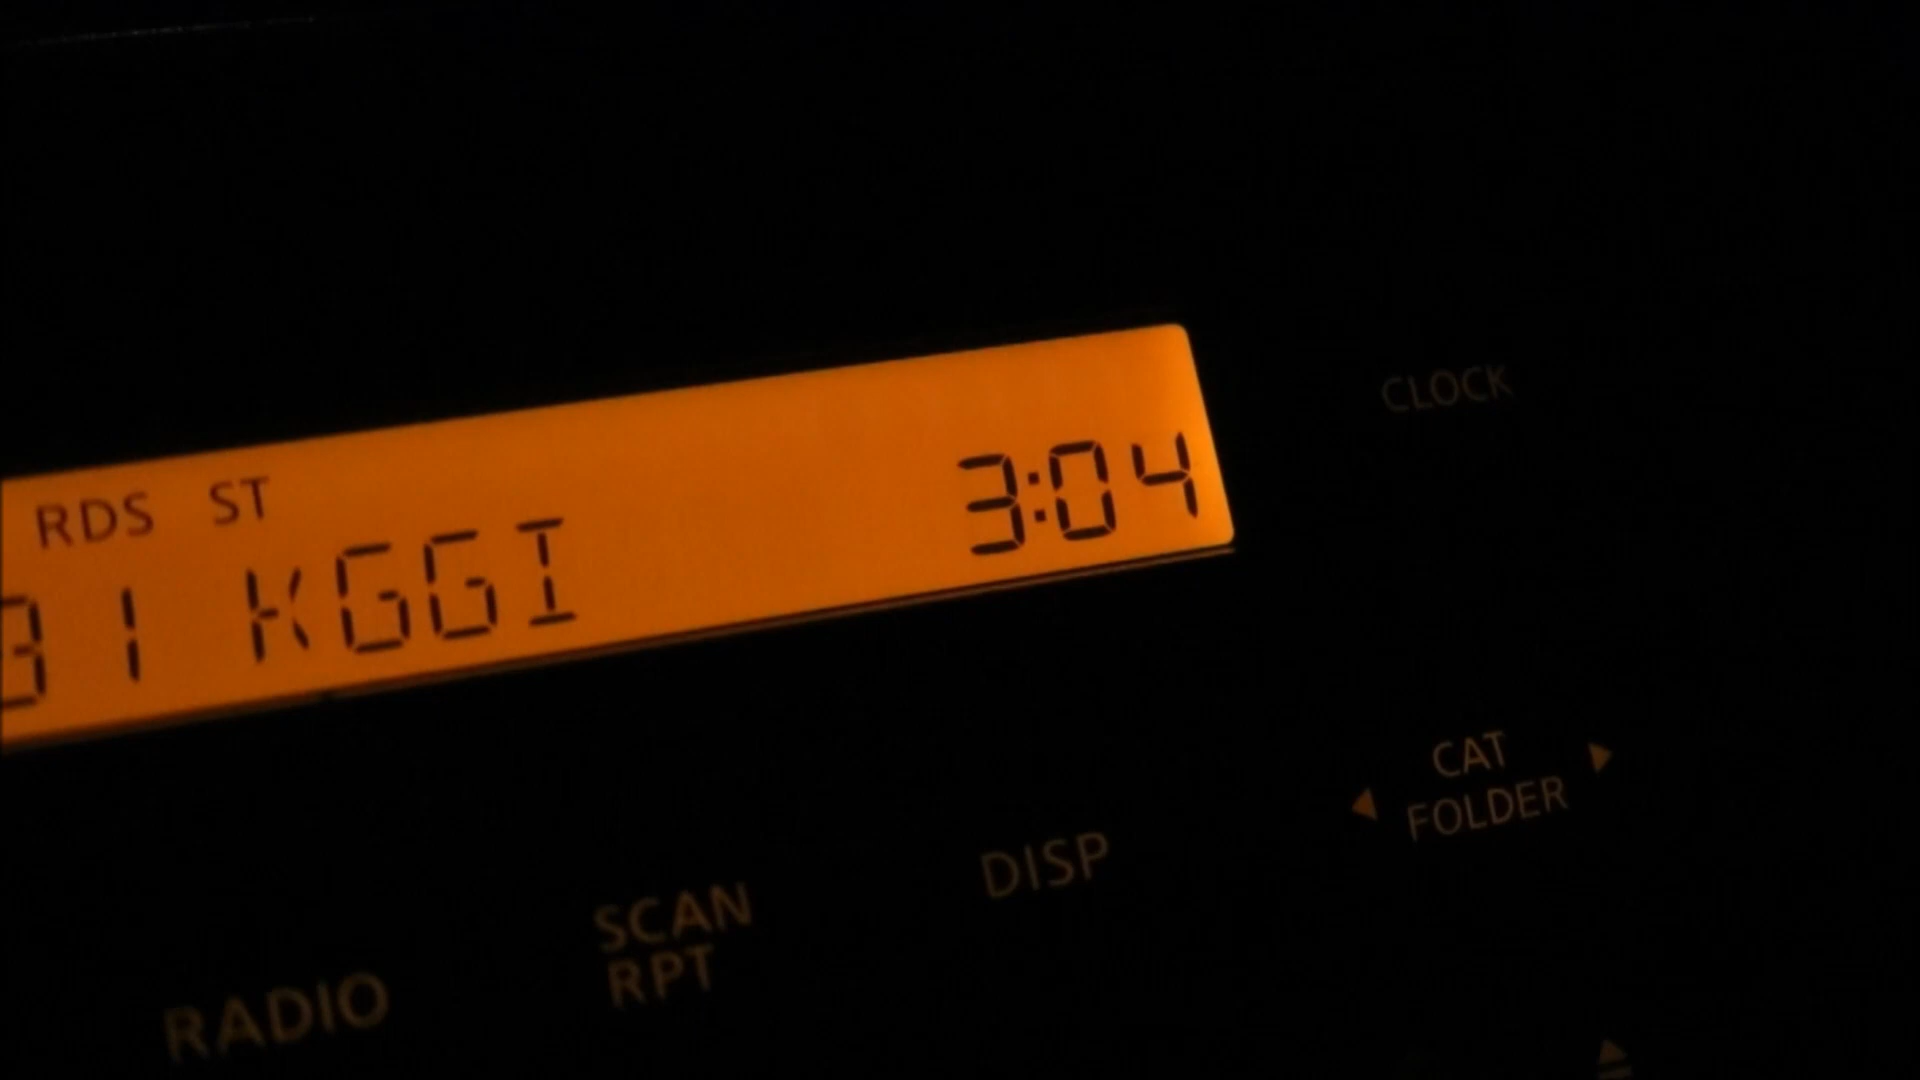 RDS ST
3:04
31 KGGI
CLOCK
CAT
FOLDER
DISP
SCAN
RPT
RADIO